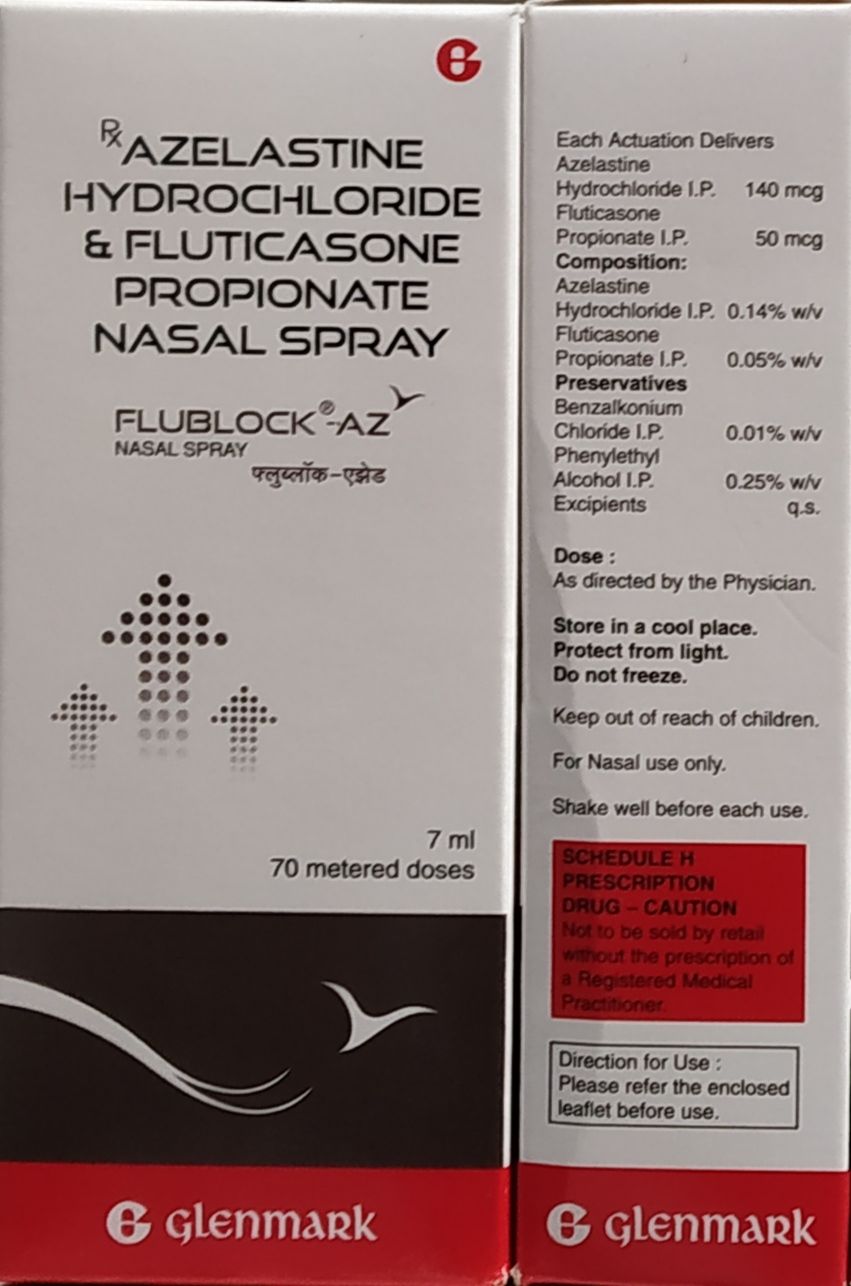 Rx AZELASTINE
HYDROCHLORIDE
& FLUTICASONE
PROPIONATE
NASAL SPRAY
FLUBLOCK®-AZ
NASAL SPRAY
फ्लुब्लॉक-एझेड
7 ml
70 metered doses
GLENMARK
Each Actuation Delivers
Azelastine
Hydrochloride I.P. 140 mcg
Fluticasone
Propionate I.P. 50 mcg
Composition:
Azelastine
Hydrochloride I.P. 0.14% w/v
Fluticasone
Propionate I.P. 0.05% w/v
Preservatives
Benzalkonium
Chloride I.P. 0.01% w/v
Phenylethyl
Alcohol I.P. 0.25% w/v
Excipients q.s.
Dose :
As directed by the Physician.
Store in a cool place.
Protect from light.
Do not freeze.
Keep out of reach of children.
For Nasal use only.
Shake well before each use.
SCHEDULE H
PRESCRIPTION
DRUG – CAUTION
Not to be sold by retail
without the prescription of
a Registered Medical
Practitioner.
Direction for Use :
Please refer the enclosed
leaflet before use.
GLENMARK